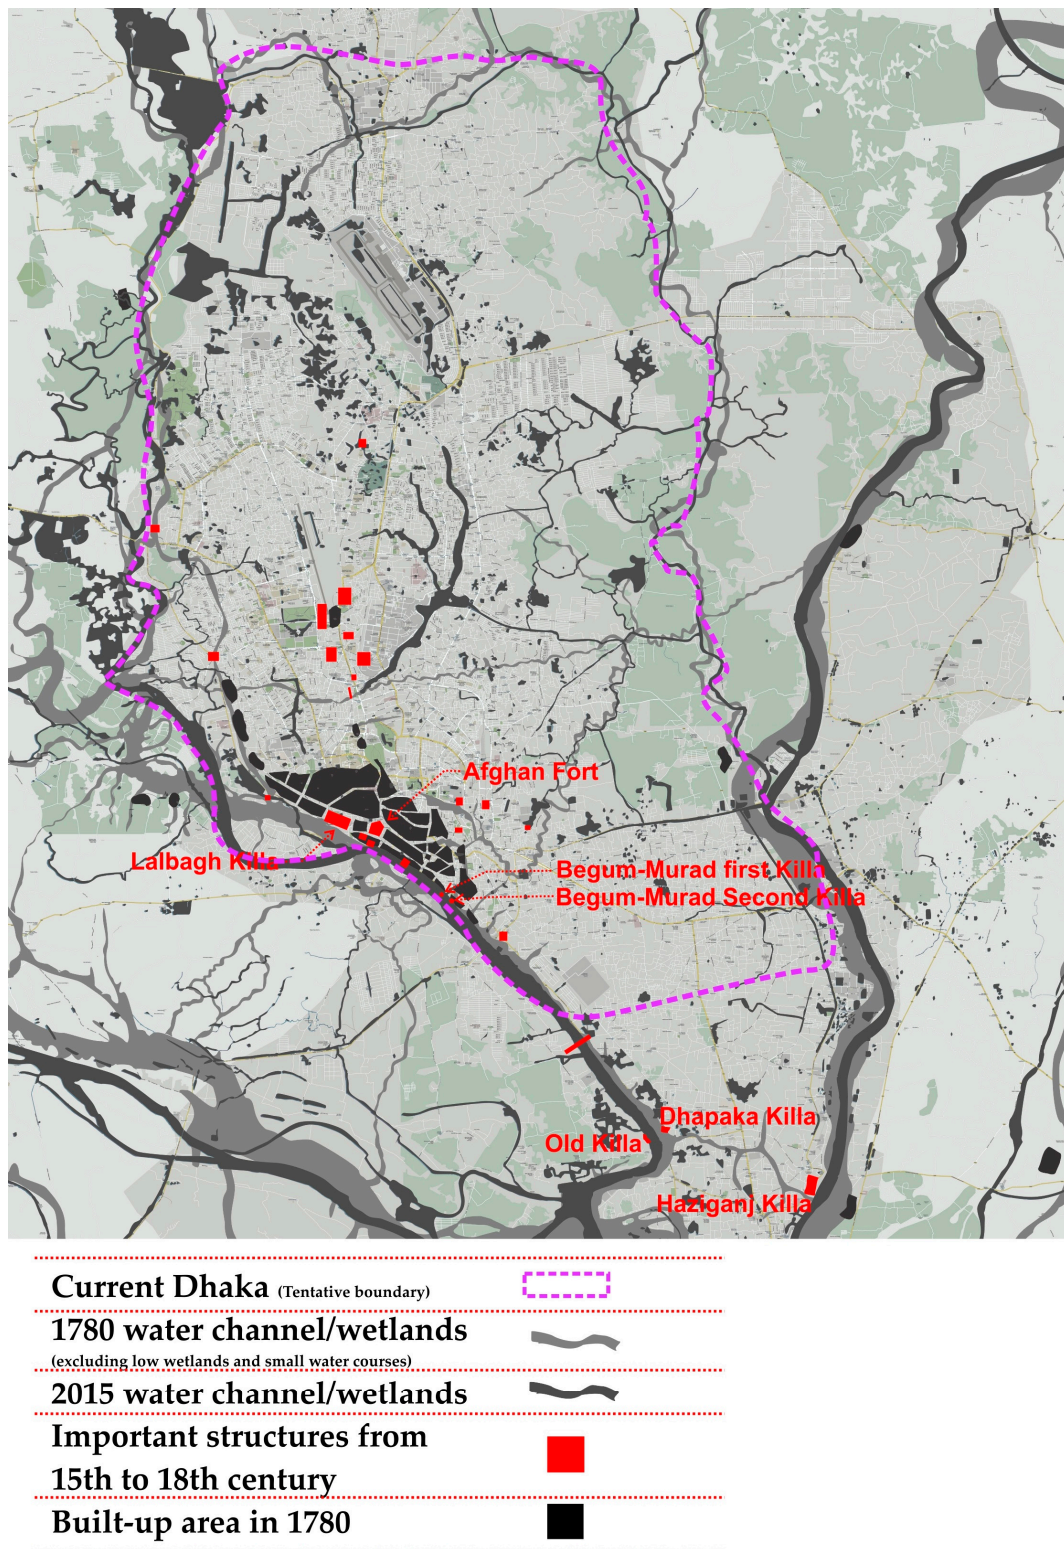 Afghan Fort
Lalbagh Killa
Begum-Murad first Killa
Begum-Murad Second Killa
Dhapaka Killa
Old Killa
Haziganj Killa
Current Dhaka (Tentative boundary)
1780 water channel/wetlands
(excluding low wetlands and small water courses)
2015 water channel/wetlands
Important structures from
15th to 18th century
Built-up area in 1780